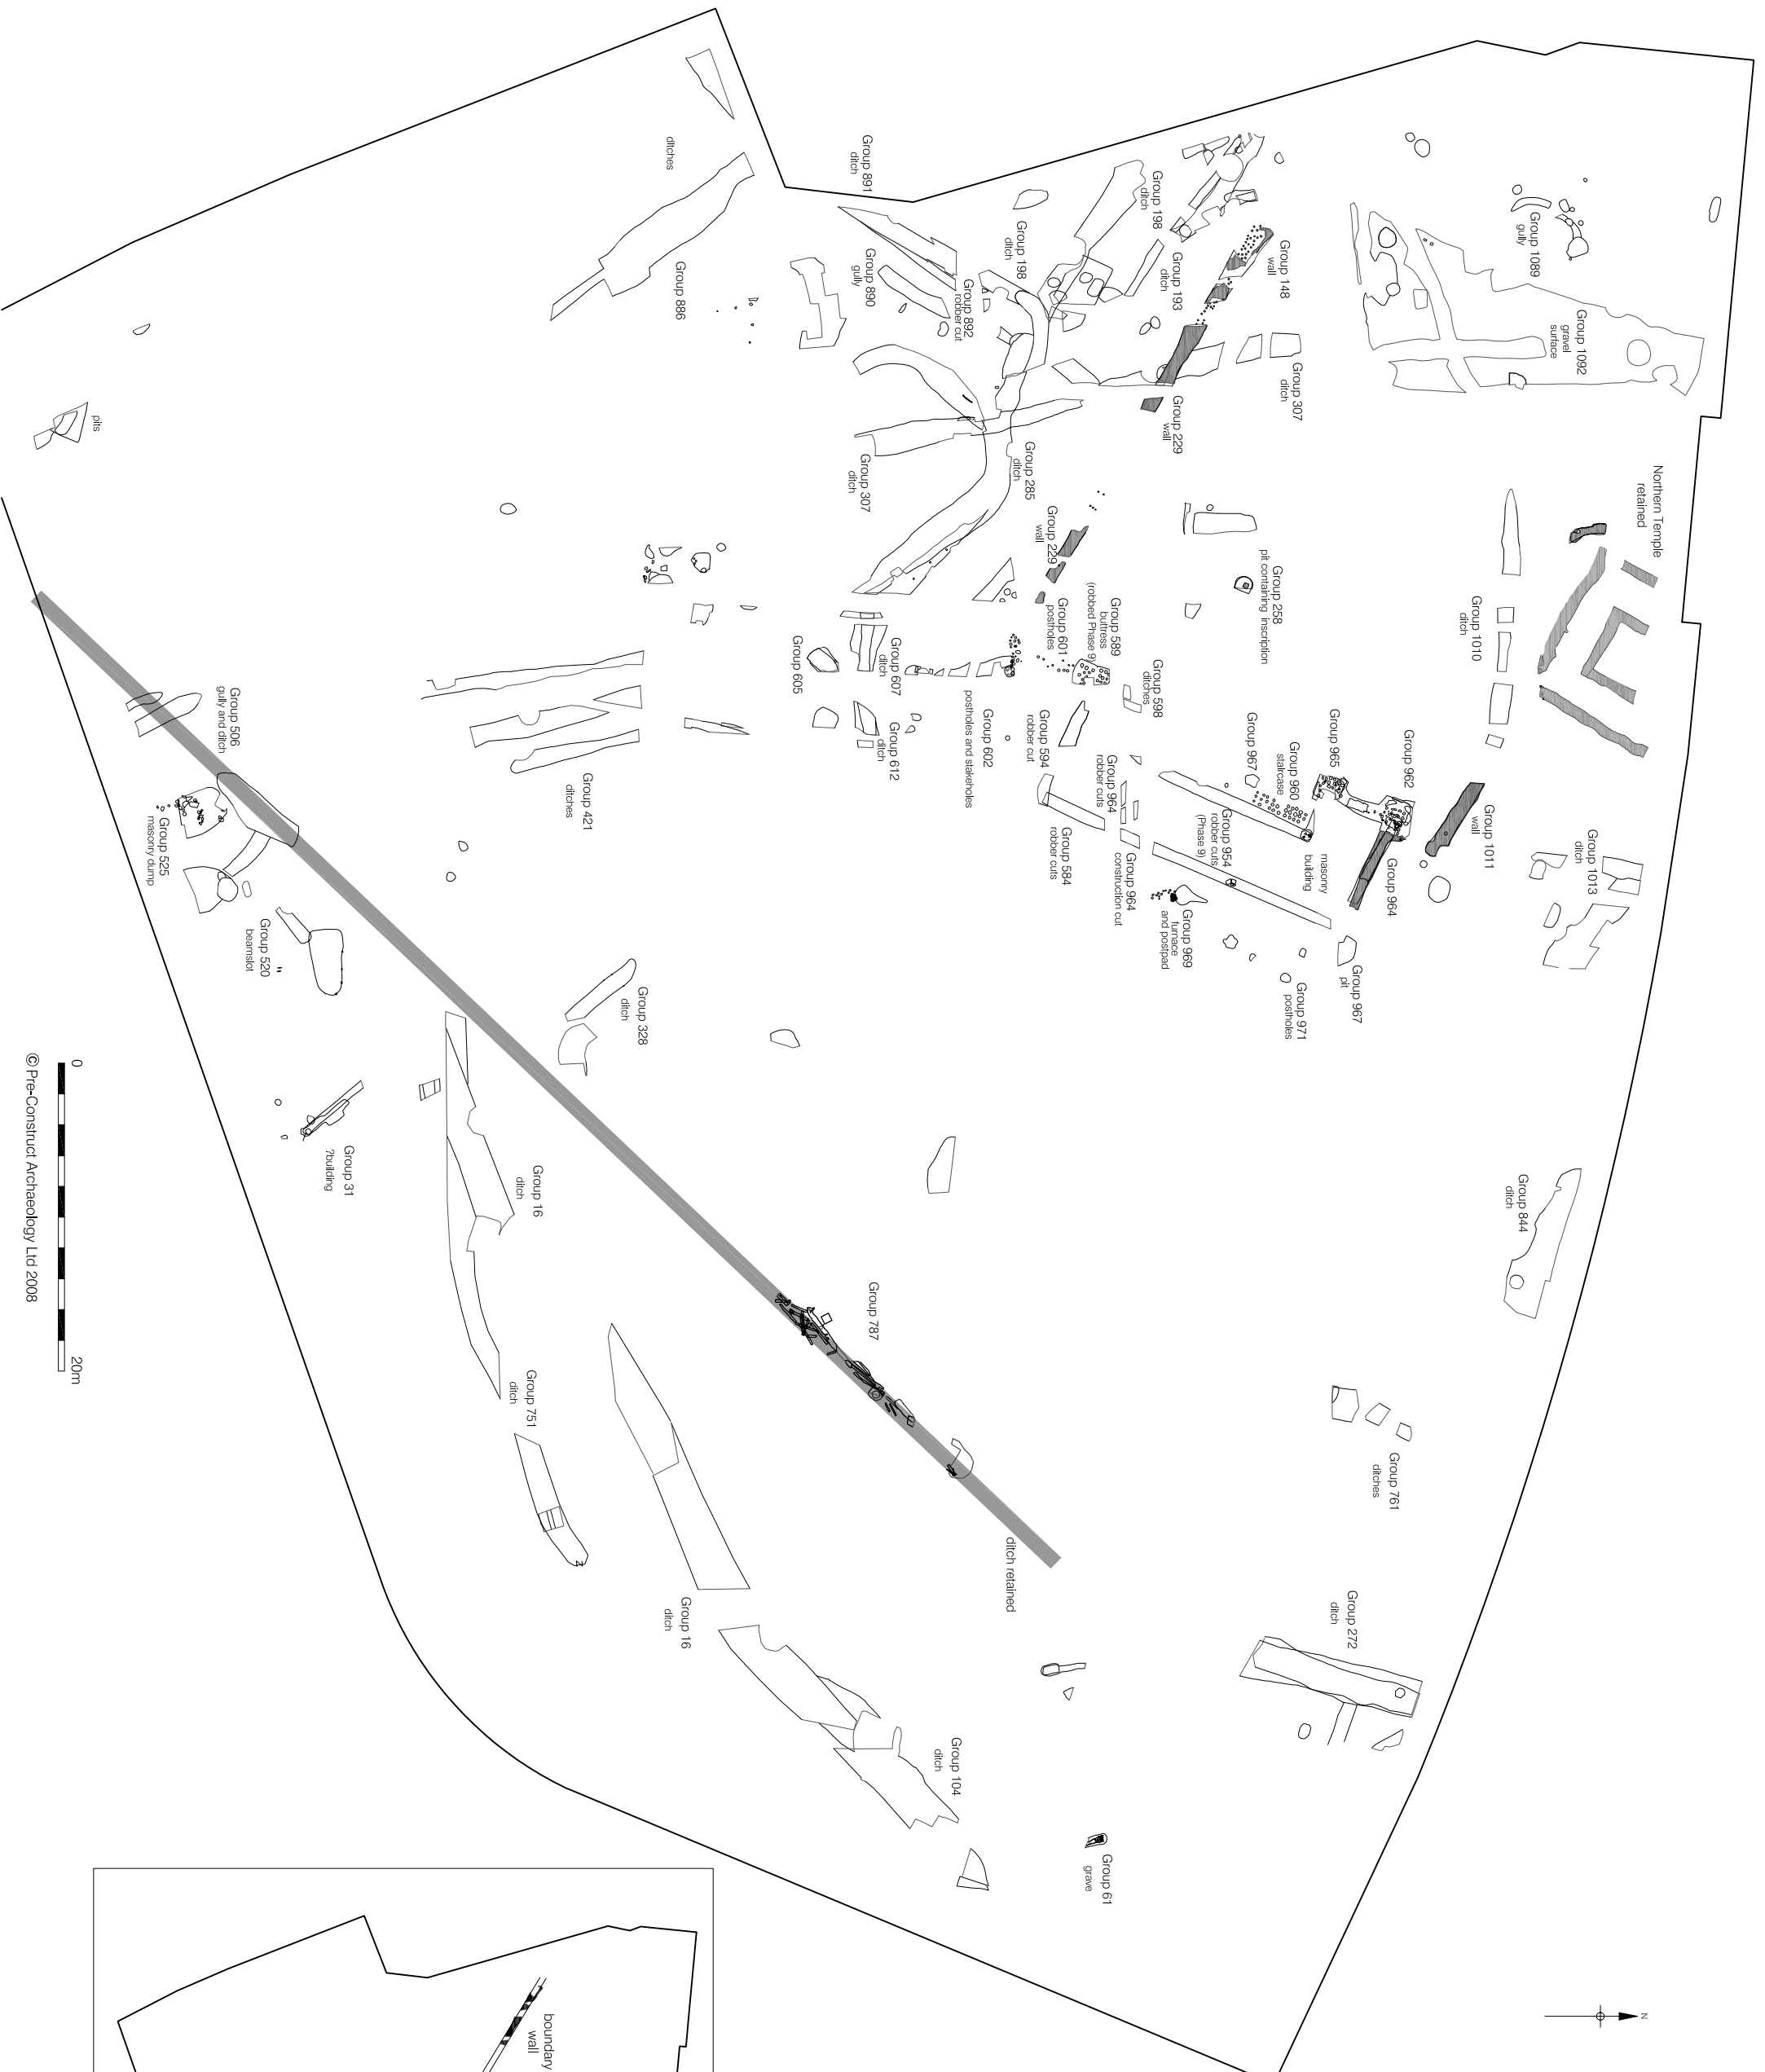 Northern Temple
retained
Group 1089
gully
Group 1092
gravel
surface
Group 1010
ditch
Group 1013
ditch
Group 844
ditch
Group 148
wall
Group 307
ditch
Group 198
ditch
Group 193
ditch
Group 229
wall
Group 258
pit containing inscription
Group 962
Group 965
Group 1011
wall
Group 964
Group 960
staircase
Group 967
masonry
building
Group 954
robber cuts
(Phase 9)
Group 967
pit
Group 971
postholes
Group 969
furnace
and postpad
Group 761
ditches
Group 272
ditch
Group 198
ditch
Group 285
ditch
Group 229
wall
Group 589
buttress
(robbed Phase 9)
Group 601
postholes
Group 598
ditches
Group 594
robber cut
Group 964
robber cuts
Group 964
construction cut
Group 584
robber cuts
Group 602
postholes and stakeholes
Group 891
ditch
Group 890
gully
Group 892
robber cut
Group 307
ditch
Group 607
ditch
Group 605
Group 612
ditch
Group 787
ditch retained
Group 61
grave
ditches
Group 886
Group 421
ditches
Group 328
ditch
Group 16
ditch
Group 751
ditch
Group 16
ditch
Group 104
ditch
pits
Group 506
gully and ditch
Group 525
masonry dump
Group 520
beamslot
Group 31
?building
0
20m
© Pre-Construct Archaeology Ltd 2008
N
boundary
wall